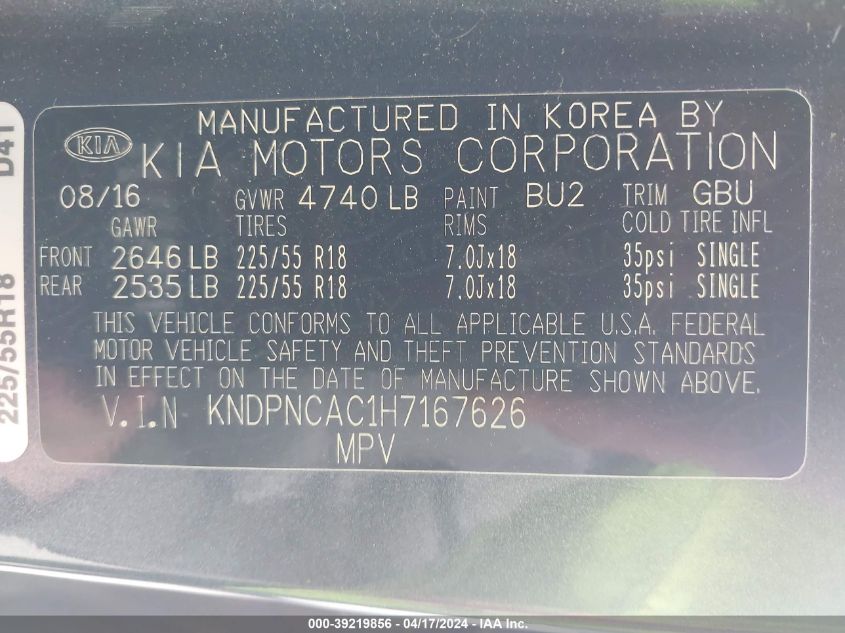 MANUFACTURED IN KOREA BY
KIA KIA MOTORS CORPORATION
08/16 GVWR 4740 LB PAINT BU2 TRIM GBU
GAWR TIRES RIMS COLD TIRE INFL
FRONT 2646 LB 225/55 R18 7.0Jx18 35psi SINGLE
REAR 2535 LB 225/55 R18 7.0Jx18 35psi SINGLE
THIS VEHICLE CONFORMS TO ALL APPLICABLE U.S.A. FEDERAL
MOTOR VEHICLE SAFETY AND THEFT PREVENTION STANDARDS
IN EFFECT ON THE DATE OF MANUFACTURE SHOWN ABOVE.
V.I.N KNDPNCAC1H7167626
MPV
225/55R18 D41
000-39219856 - 04/17/2024 - IAA, Inc.